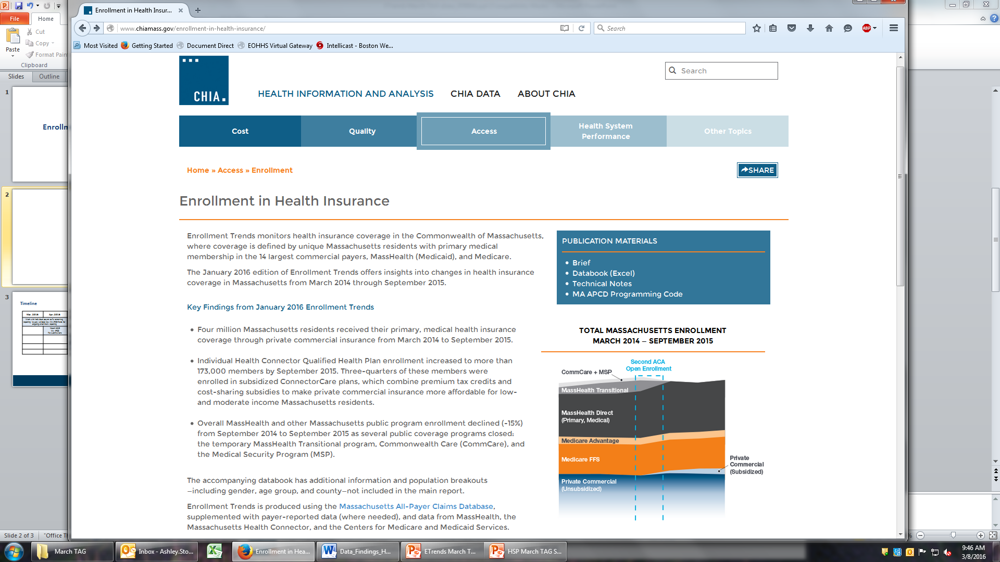 Enrollment in Health Insur...
File
Home
Cut
Copy
Paste
Format Pain
Clipboard
Slides
Outline
www.chiamass.gov/enrollment-in-health-insurance/
Search
ABP
Most Visited
Getting Started
Document Direct
EOHHS Virtual Gateway
Intellicast - Boston We...
CHIA.
Search
HEALTH INFORMATION AND ANALYSIS
CHIA DATA
ABOUT CHIA
Cost
Quality
Access
Health System
Performance
Other Topics
Home » Access » Enrollment
SHARE
Enrollment in Health Insurance
Enrollment Trends monitors health insurance coverage in the Commonwealth of Massachusetts,
where coverage is defined by unique Massachusetts residents with primary medical
membership in the 14 largest commercial payers, MassHealth (Medicaid), and Medicare.
The January 2016 edition of Enrollment Trends offers insights into changes in health insurance
coverage in Massachusetts from March 2014 through September 2015.
Key Findings from January 2016 Enrollment Trends
• Four million Massachusetts residents received their primary, medical health insurance
coverage through private commercial insurance from March 2014 to September 2015.
• Individual Health Connector Qualified Health Plan enrollment increased to more than
173,000 members by September 2015. Three-quarters of these members were
enrolled in subsidized ConnectorCare plans, which combine premium tax credits and
cost-sharing subsidies to make private commercial insurance more affordable for low-
and moderate income Massachusetts residents.
• Overall MassHealth and other Massachusetts public program enrollment declined (-15%)
from September 2014 to September 2015 as several public coverage programs closed:
the temporary MassHealth Transitional program, Commonwealth Care (CommCare), and
the Medical Security Program (MSP).
The accompanying databook has additional information and population breakouts
—including gender, age group, and county—not included in the main report.
Enrollment Trends is produced using the Massachusetts All-Payer Claims Database,
supplemented with payer-reported data (where needed), and data from MassHealth, the
Massachusetts Health Connector, and the Centers for Medicare and Medicaid Services.
PUBLICATION MATERIALS
• Brief
• Databook (Excel)
• Technical Notes
• MA APCD Programming Code
TOTAL MASSACHUSETTS ENROLLMENT
MARCH 2014 – SEPTEMBER 2015
Second ACA
Open Enrollment
CommCare + MSP
MassHealth Transitional
MassHealth Direct
(Primary, Medical)
Medicare Advantage
Medicare FFS
Private
Commercial
(Subsidized)
Private Commercial
(Unsubsidized)
1
Enrolln
2
3
Timeline
Mar. 2016
Apr. 2016
Slide 2 of 3
"Office Th
%
March TAG
Inbox - Ashley.Sto...
Enrollment in Hea...
Data_Findings_H...
ETrends March T...
HSP March TAG S...
9:46 AM
3/8/2016